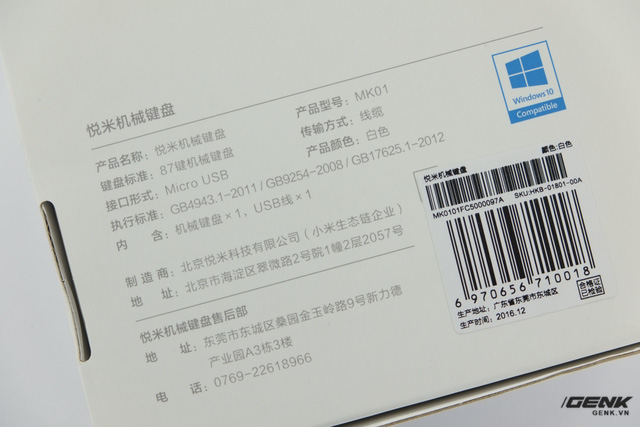 悦米机械键盘
产品名称：悦米机械键盘
产品型号：MK01
键盘标准：87键机械键盘
传输方式：线缆
接口形式：Micro USB
产品颜色：白色
执行标准：GB4943.1-2011 / GB9254-2008 / GB17625.1-2012
内 含：机械键盘×1，USB线×1
制 造 商：北京悦米科技有限公司（小米生态链企业）
地 址：北京市海淀区翠微路2号院1幢2层2057号
悦米机械键盘售后部
地 址：东莞市东城区桑园金玉岭路9号新力德
产业园A3栋3楼
电 话：0769-22618966
Windows10
Compatible
悦米机械键盘
颜色:白色
MK0101FC5000097A
SKU:HKB-01801-00A
6 970656 710018
生产地址：广东省东莞市东城区
生产时间：2016.12
合格证
已检验
GENK
GENK.VN